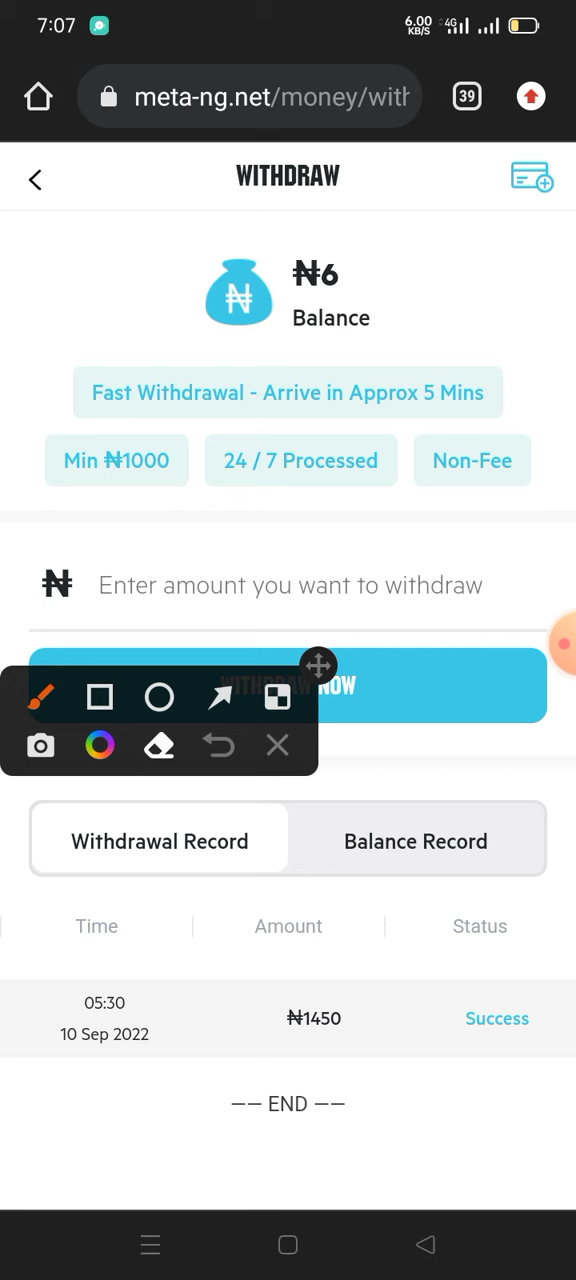 7:07
6.00 KB/S 4G
meta-ng.net/money/with
39
WITHDRAW
₦6
₦
Balance
Fast Withdrawal - Arrive in Approx 5 Mins
Min ₦1000
24 / 7 Processed
Non-Fee
₦ Enter amount you want to withdraw
WITHDRAW NOW
Withdrawal Record
Balance Record
Time Amount Status
05:30
10 Sep 2022
₦1450
Success
—— END ——